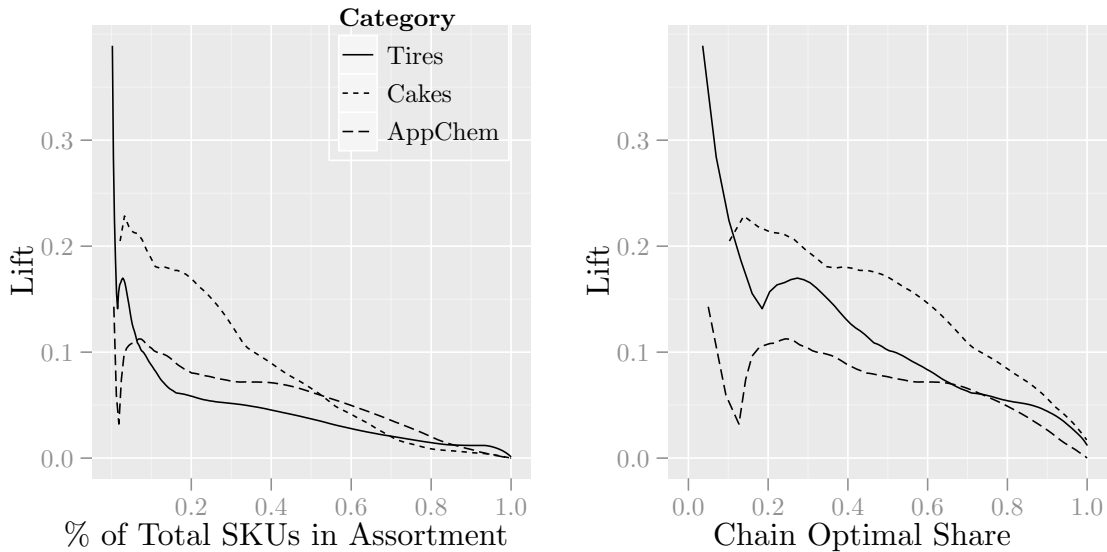 Category
Tires
Cakes
AppChem
Lift
0.3
0.2
0.1
0.0
0.2 0.4 0.6 0.8 1.0
% of Total SKUs in Assortment
Lift
0.3
0.2
0.1
0.0
0.0 0.2 0.4 0.6 0.8 1.0
Chain Optimal Share